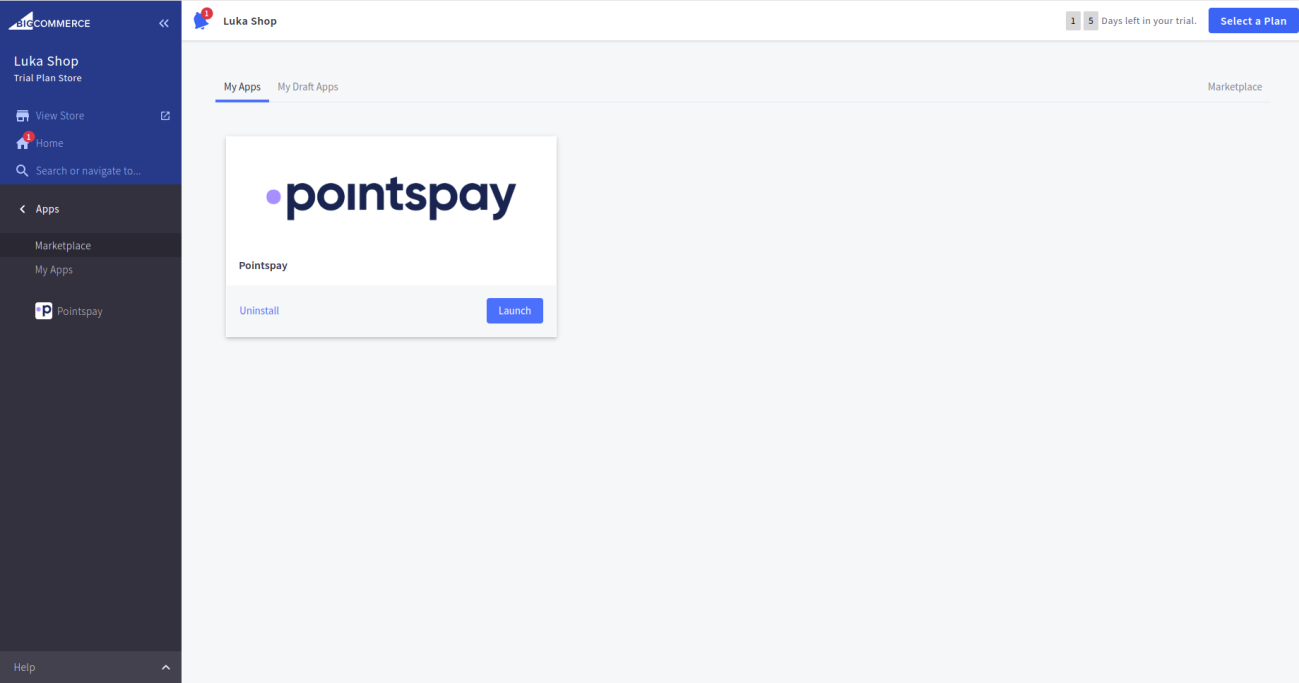 BIGCOMMERCE
Luka Shop
Trial Plan Store
View Store
1
Home
Search or navigate to...
Apps
Marketplace
My Apps
p
Pointspay
Help
1
Luka Shop
1 5 Days left in your trial.
Select a Plan
My Apps
My Draft Apps
Marketplace
pointspay
Pointspay
Uninstall
Launch